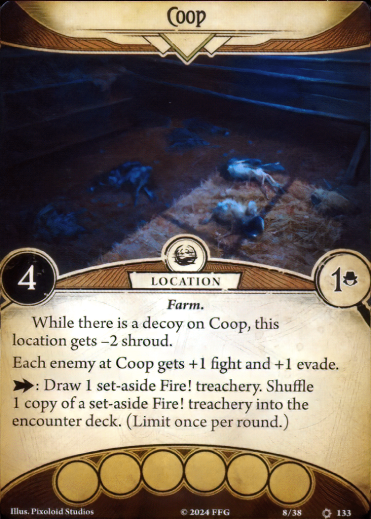 Coop
4
1
LOCATION
Farm.
While there is a decoy on Coop, this
location gets –2 shroud.
Each enemy at Coop gets +1 fight and +1 evade.
: Draw 1 set-aside Fire! treachery. Shuffle
1 copy of a set-aside Fire! treachery into the
encounter deck. (Limit once per round.)
Illus. Pixoloid Studios
© 2024 FFG
8/38
133